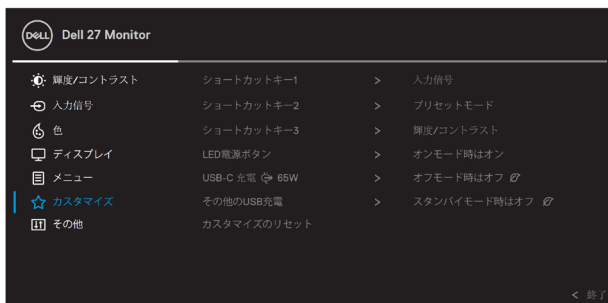 DELL Dell 27 Monitor
輝度/コントラスト ショートカットキー1 > 入力信号
入力信号 ショートカットキー2 > プリセットモード
色 ショートカットキー3 > 輝度/コントラスト
ディスプレイ LED電源ボタン > オンモード時はオン
メニュー USB-C 充電 65W > オフモード時はオフ
カスタマイズ その他のUSB充電 > スタンバイモード時はオフ
その他 カスタマイズのリセット
< 終了